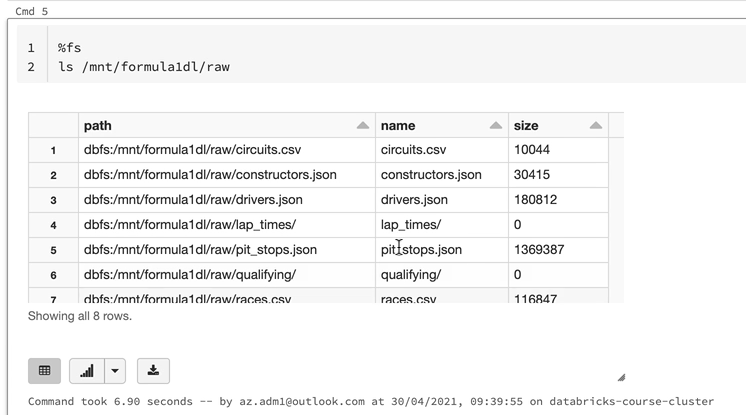 Cmd 5
1 %fs
2 ls /mnt/formula1dl/raw
path name size
1 dbfs:/mnt/formula1dl/raw/circuits.csv circuits.csv 10044
2 dbfs:/mnt/formula1dl/raw/constructors.json constructors.json 30415
3 dbfs:/mnt/formula1dl/raw/drivers.json drivers.json 180812
4 dbfs:/mnt/formula1dl/raw/lap_times/ lap_times/ 0
5 dbfs:/mnt/formula1dl/raw/pit_stops.json pit_stops.json 1369387
6 dbfs:/mnt/formula1dl/raw/qualifying/ qualifying/ 0
7 dbfs:/mnt/formula1dl/raw/races.csv races.csv 116847
Showing all 8 rows.
Command took 6.90 seconds -- by az.adm1@outlook.com at 30/04/2021, 09:39:55 on databricks-course-cluster